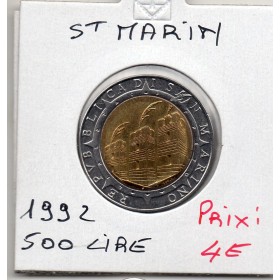 ST MARIN
REPUBBLICA DI SAN MARINO
1992
Prix :
500 LIRE
4E